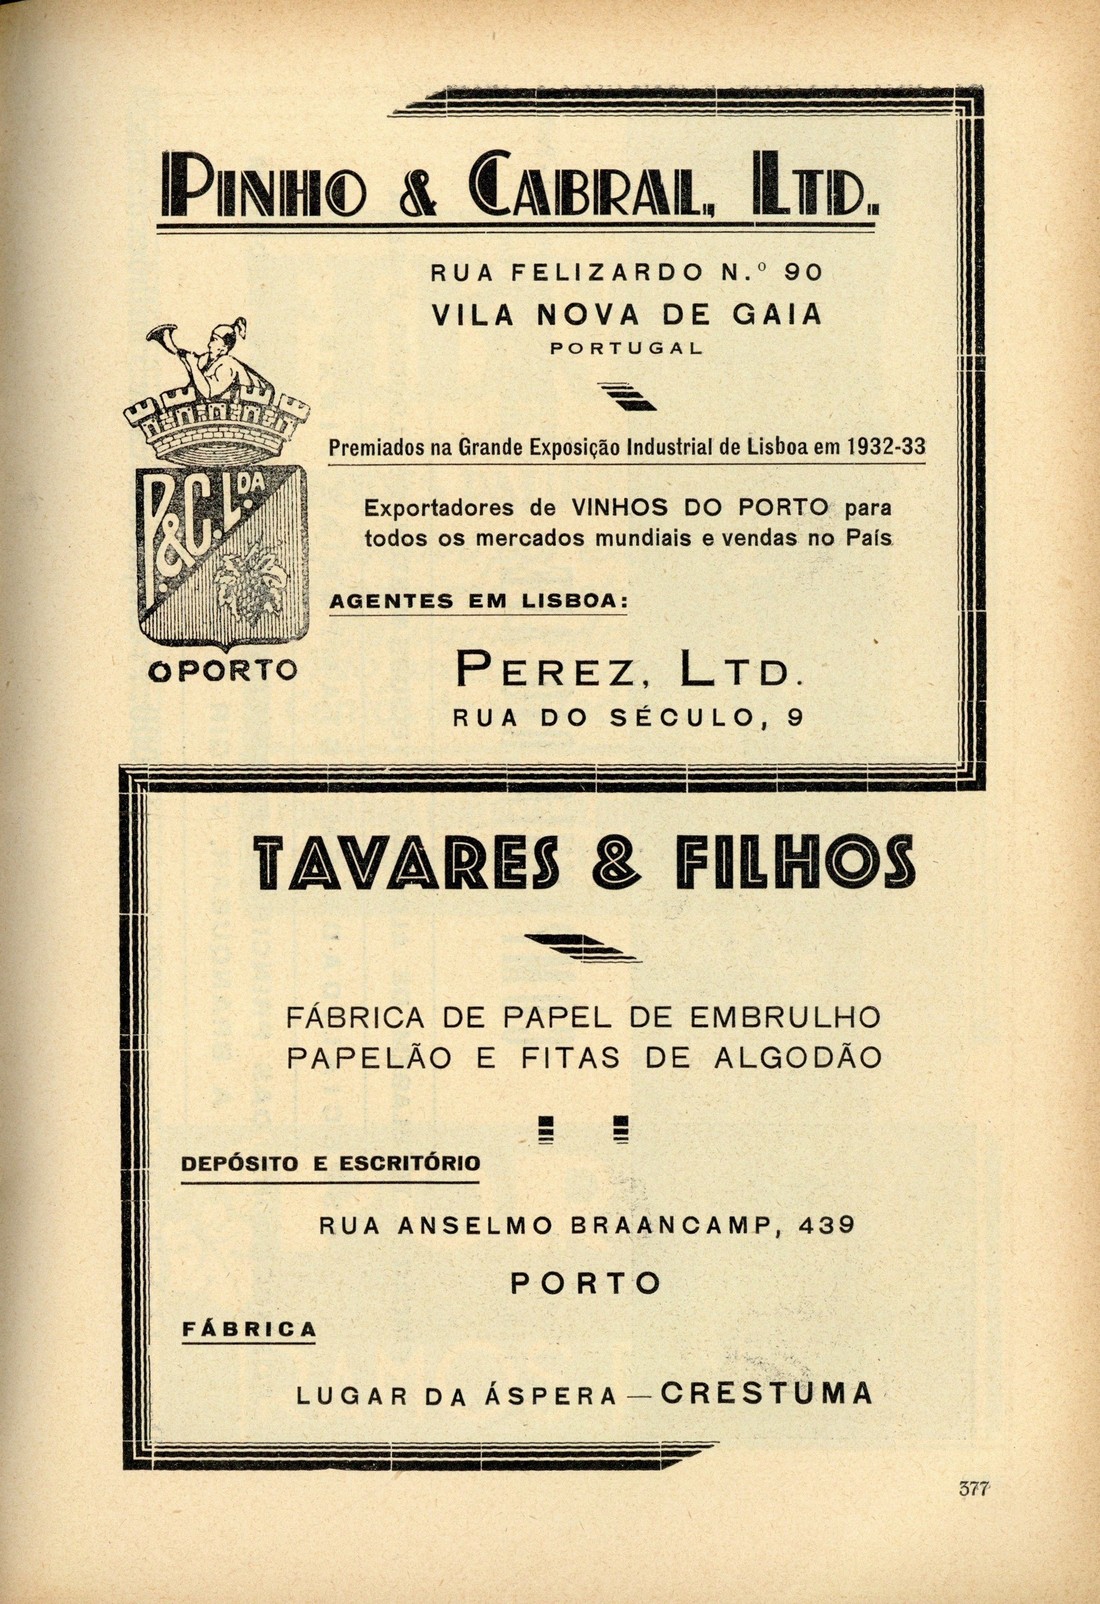 PINHO & CABRAL, LTD.
RUA FELIZARDO N.º 90
VILA NOVA DE GAIA
PORTUGAL
Premiados na Grande Exposição Industrial de Lisboa em 1932-33
P. & C. L.DA
OPORTO
Exportadores de VINHOS DO PORTO para
todos os mercados mundiais e vendas no País
AGENTES EM LISBOA:
PEREZ, LTD.
RUA DO SÉCULO, 9
TAVARES & FILHOS
FÁBRICA DE PAPEL DE EMBRULHO
PAPELÃO E FITAS DE ALGODÃO
DEPÓSITO E ESCRITÓRIO
RUA ANSELMO BRAANCAMP, 439
PORTO
FÁBRICA
LUGAR DA ÁSPERA — CRESTUMA
377